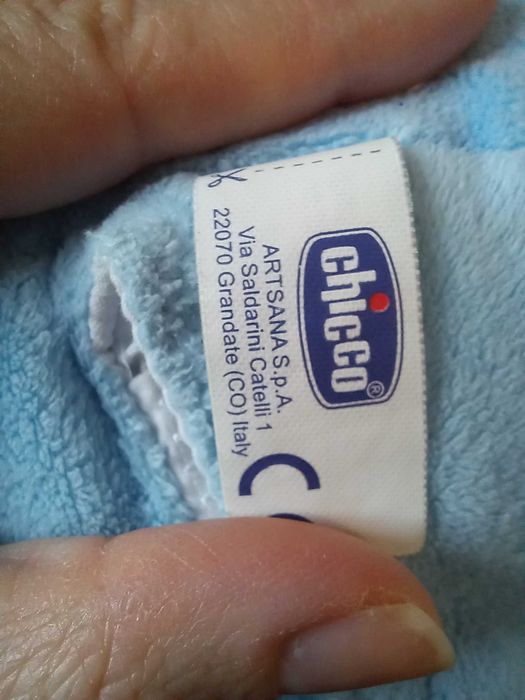 chicco®
ARTSANA S.p.A.
Via Saldarini Catelli 1
22070 Grandate (CO) Italy
C